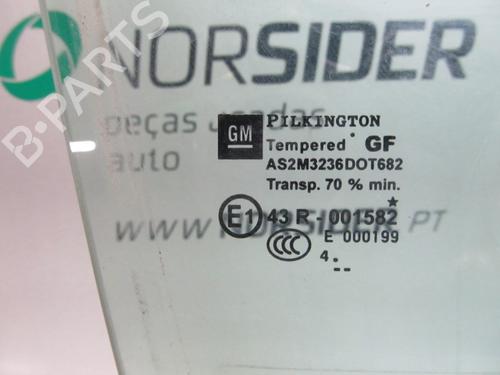 NORSIDER
peças usadas
auto
www.NORSIDER.PT
B-PARTS
GM
PILKINGTON
Tempered GF
AS2M3236DOT682
Transp. 70 % min.
E1 43 R-001582
CCC E 000199
4.
--